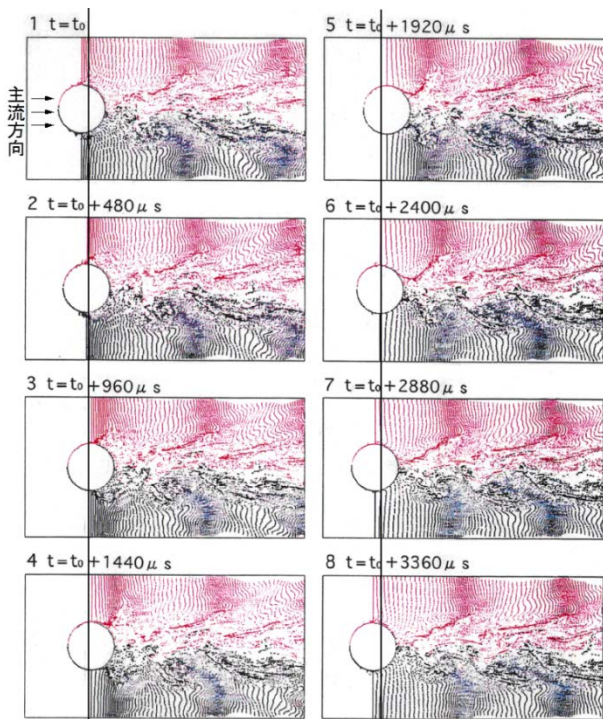 1 t=t₀
主流方向
2 t=t₀+480μs
3 t=t₀+960μs
4 t=t₀+1440μs
5 t=t₀+1920μs
6 t=t₀+2400μs
7 t=t₀+2880μs
8 t=t₀+3360μs